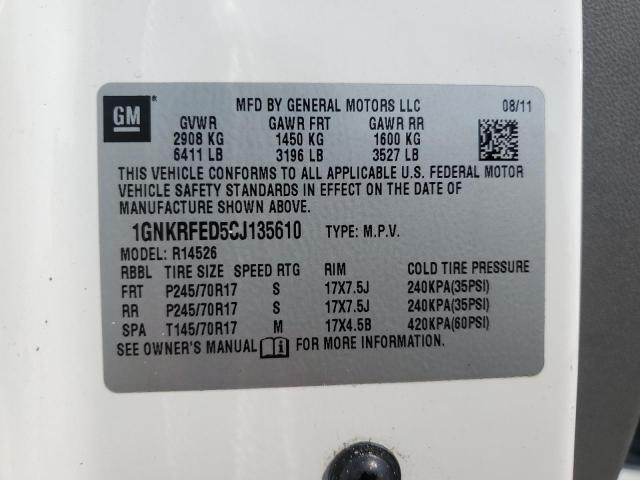 GM ®
MFD BY GENERAL MOTORS LLC 08/11
GVWR GAWR FRT GAWR RR
2908 KG 1450 KG 1600 KG
6411 LB 3196 LB 3527 LB
THIS VEHICLE CONFORMS TO ALL APPLICABLE U.S. FEDERAL MOTOR
VEHICLE SAFETY STANDARDS IN EFFECT ON THE DATE OF
MANUFACTURE SHOWN ABOVE.
1GNKRFED5CJ135610 TYPE: M.P.V.
MODEL: R14526
RBBL TIRE SIZE SPEED RTG RIM COLD TIRE PRESSURE
FRT P245/70R17 S 17X7.5J 240KPA(35PSI)
RR P245/70R17 S 17X7.5J 240KPA(35PSI)
SPA T145/70R17 M 17X4.5B 420KPA(60PSI)
SEE OWNER'S MANUAL FOR MORE INFORMATION.